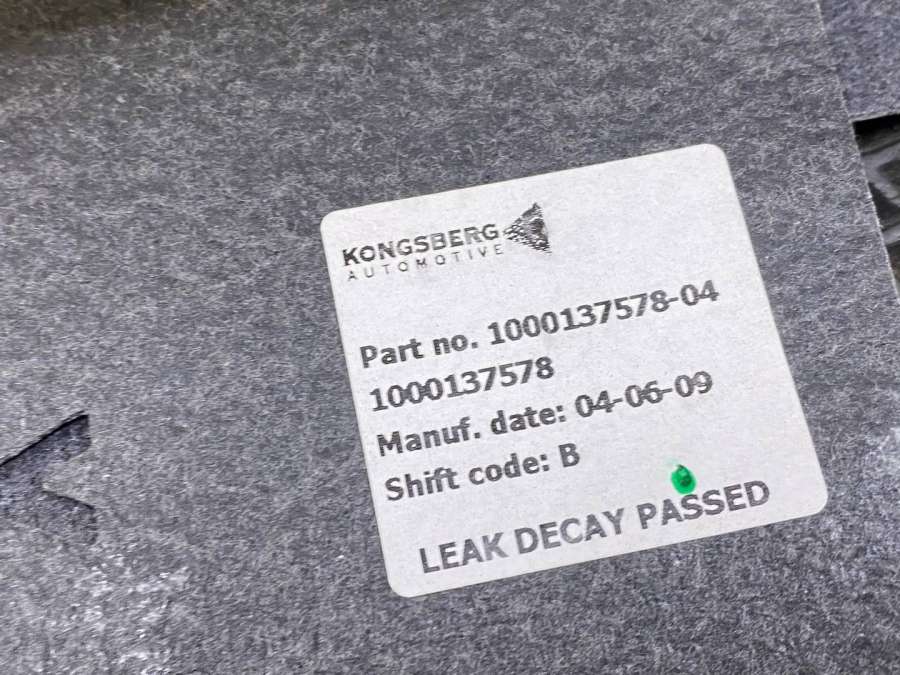 KONGSBERG
AUTOMOTIVE
Part no. 1000137578-04
1000137578
Manuf. date: 04-06-09
Shift code: B
LEAK DECAY PASSED